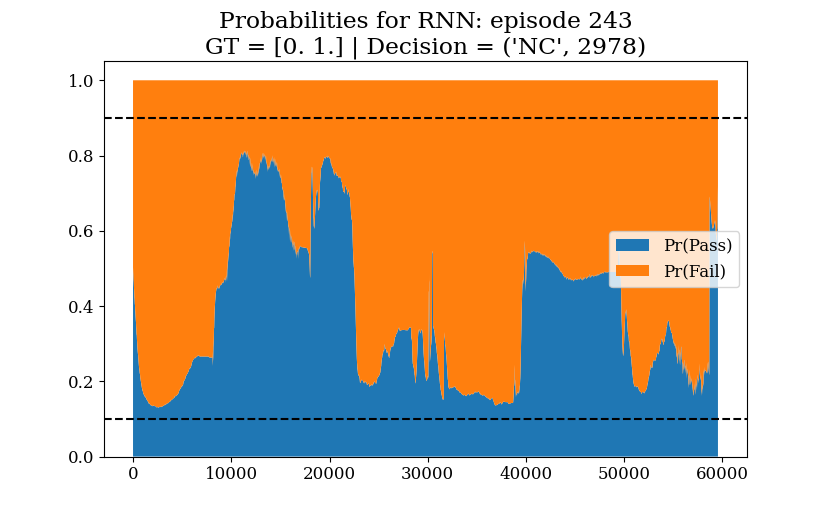 Probabilities for RNN: episode 243
GT = [0. 1.] | Decision = ('NC', 2978)
1.0
0.8
0.6
0.4
0.2
0.0
Pr(Pass)
Pr(Fail)
0 10000 20000 30000 40000 50000 60000